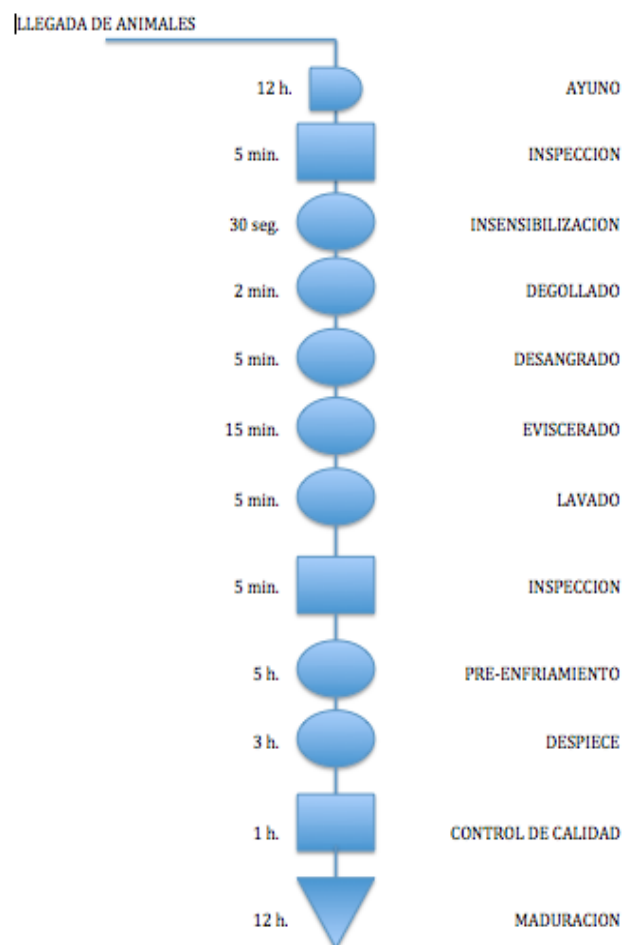 LLEGADA DE ANIMALES
12 h. AYUNO
5 min. INSPECCION
30 seg. INSENSIBILIZACION
2 min. DEGOLLADO
5 min. DESANGRADO
15 min. EVISCERADO
5 min. LAVADO
5 min. INSPECCION
5 h. PRE-ENFRIAMIENTO
3 h. DESPIECE
1 h. CONTROL DE CALIDAD
12 h. MADURACION